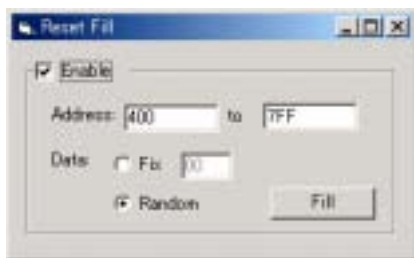 Reset Fill
Enable
Address: 400 to 7FF
Data: Fix 00
Random Fill